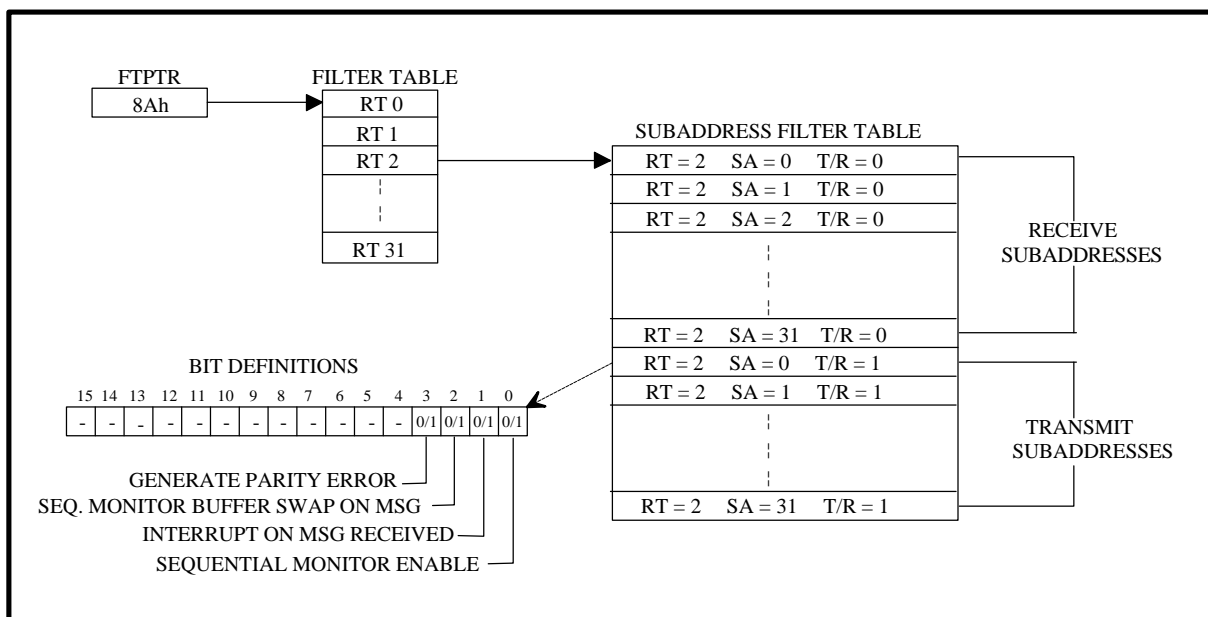 FTPTR
8Ah
FILTER TABLE
RT 0
RT 1
RT 2
RT 31
SUBADDRESS FILTER TABLE
RT = 2 SA = 0 T/R = 0
RT = 2 SA = 1 T/R = 0
RT = 2 SA = 2 T/R = 0
RT = 2 SA = 31 T/R = 0
RT = 2 SA = 0 T/R = 1
RT = 2 SA = 1 T/R = 1
RT = 2 SA = 31 T/R = 1
RECEIVE
SUBADDRESSES
TRANSMIT
SUBADDRESSES
BIT DEFINITIONS
15 14 13 12 11 10 9 8 7 6 5 4 3 2 1 0
- - - - - - - - - - - - 0/1 0/1 0/1 0/1
GENERATE PARITY ERROR
SEQ. MONITOR BUFFER SWAP ON MSG
INTERRUPT ON MSG RECEIVED
SEQUENTIAL MONITOR ENABLE